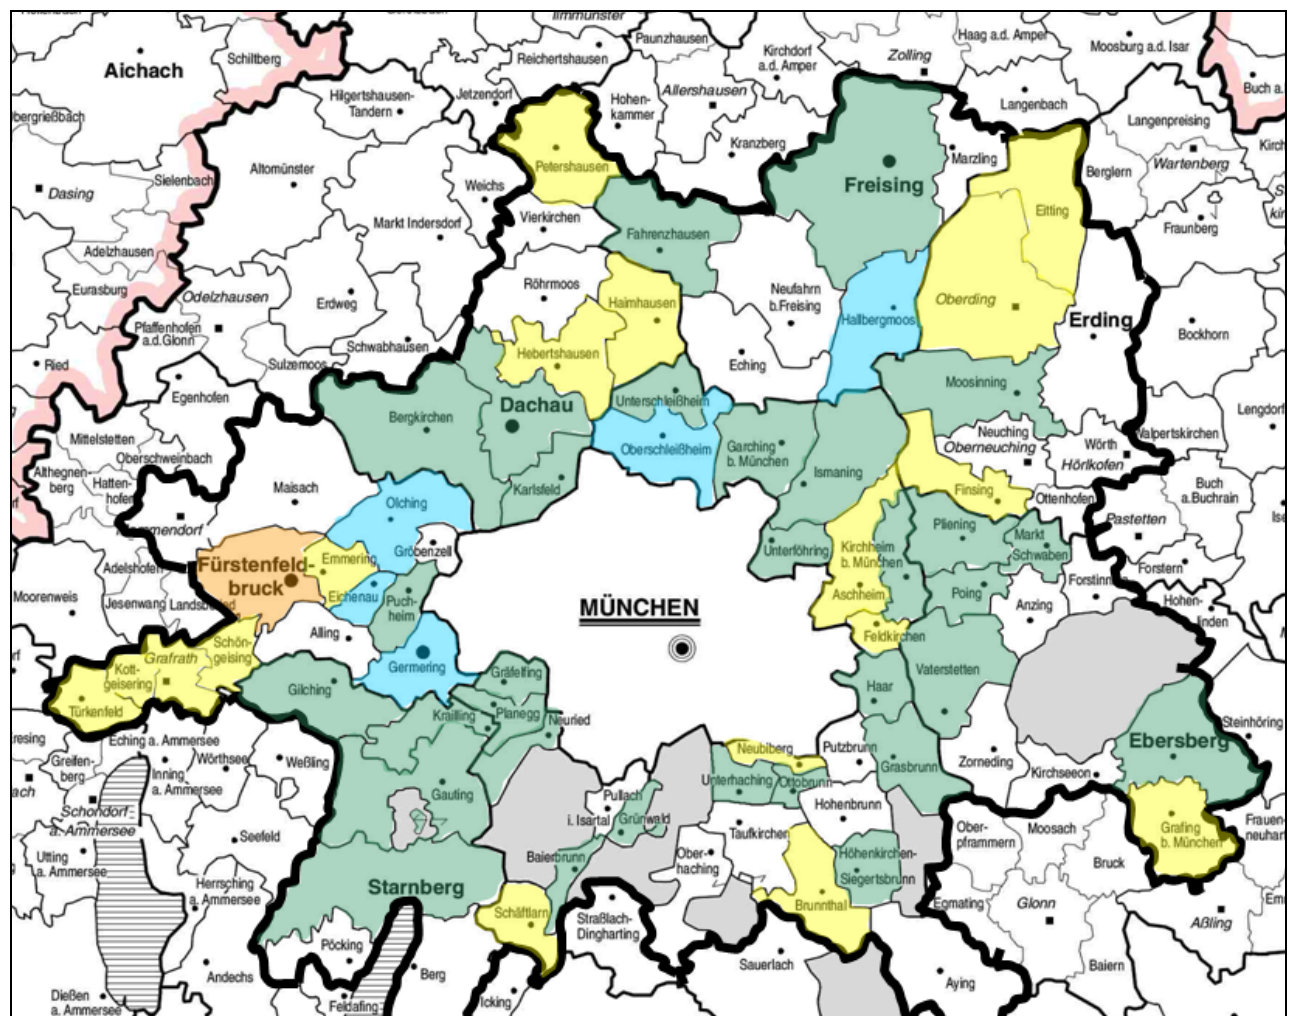 Paunzhausen
Reichertshausen
Kirchdorf
a.d. Amper
Haag a.d. Amper
Zolling
Moosburg a.d. Isar
Aichach
Schiltberg
Jetzendorf
Hilgertshausen-
Tandern
Hohen-
kammer
Allershausen
Langenbach
Buch a.
Langenpreising
Kranzberg
Marzling
Wartenberg
Berglern
Petershausen
Altomünster
Sielenbach
Dasing
Weichs
Freising
Eitting
Fraunberg
Vierkirchen
Markt Indersdorf
Fahrenzhausen
Adelzhausen
Eurasburg
Odelzhausen
Erdweg
Röhrmoos
Haimhausen
Neufahrn
b.Freising
Hallbergmoos
Oberding
Erding
Bockhorn
Pfaffenhofen
a.d.Glonn
Schwabhausen
Sulzemoos
Ried
Hebertshausen
Eching
Moosinning
Egenhofen
Bergkirchen
Dachau
Unterschleißheim
Lengdorf
Mittelstetten
Oberschweinbach
Oberschleißheim
Garching
b. München
Neuching
Oberneuching
Wörth
Hörlkofen
Walpertskirchen
Althegnen-
berg
Hatten-
hofen
Ismaning
Karlsfeld
Maisach
Olching
Finsing
Ottenhofen
Buch
a.Buchrain
Pastetten
Pliening
Markt
Schwaben
Gröbenzell
Unterföhring
Kirchheim
b. München
Forstern
Adelshofen
Fürstenfeld-
bruck
Emmering
Eichenau
Puch-
heim
Aschheim
Poing
Anzing
Forstinning
Hohen-
linden
Moorenweis
Jesenwang
Landsberied
MÜNCHEN
Feldkirchen
Alling
Schön-
geising
Grafrath
Kott-
geisering
Türkenfeld
Germering
Gilching
Gräfelfing
Planegg
Krailling
Neuried
Haar
Vaterstetten
Steinhöring
Ebersberg
Eching a. Ammersee
Greifen-
berg
Wörthsee
Inning
a. Ammersee
Weßling
Neubiberg
Putzbrunn
Grasbrunn
Zorneding
Kirchseeon
Unterhaching
Ottobrunn
Gauting
Pullach
i. Isartal
Grünwald
Hohenbrunn
Schondorf
a. Ammersee
Seefeld
Taufkirchen
Ober-
pframmern
Moosach
Grafing
b. München
Utting
a. Ammersee
Baierbrunn
Ober-
haching
Höhenkirchen-
Siegertsbrunn
Bruck
Herrsching
a. Ammersee
Starnberg
Schäftlarn
Straßlach-
Dingharting
Brunnthal
Egmating
Glonn
Aßling
Pöcking
Andechs
Berg
Sauerlach
Baiern
Aying
Dießen
a. Ammersee
Feldafing
Icking